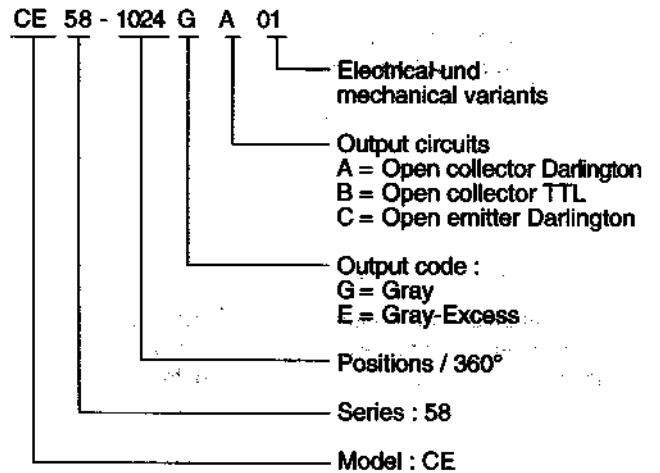 CE 58 - 1024 G A 01
Electrical und
mechanical variants
Output circuits
A = Open collector Darlington
B = Open collector TTL
C = Open emitter Darlington
Output code :
G = Gray
E = Gray-Excess
Positions / 360°
Series : 58
Model : CE